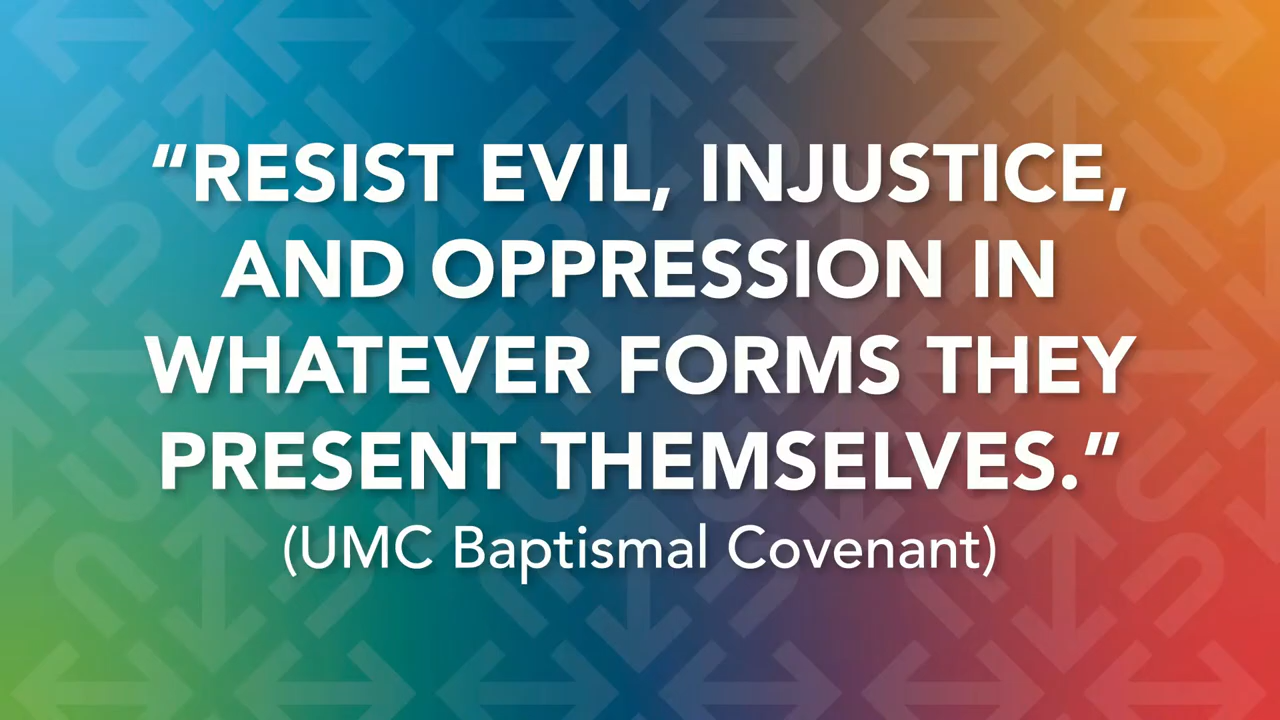 "RESIST EVIL, INJUSTICE,
AND OPPRESSION IN
WHATEVER FORMS THEY
PRESENT THEMSELVES."
(UMC Baptismal Covenant)